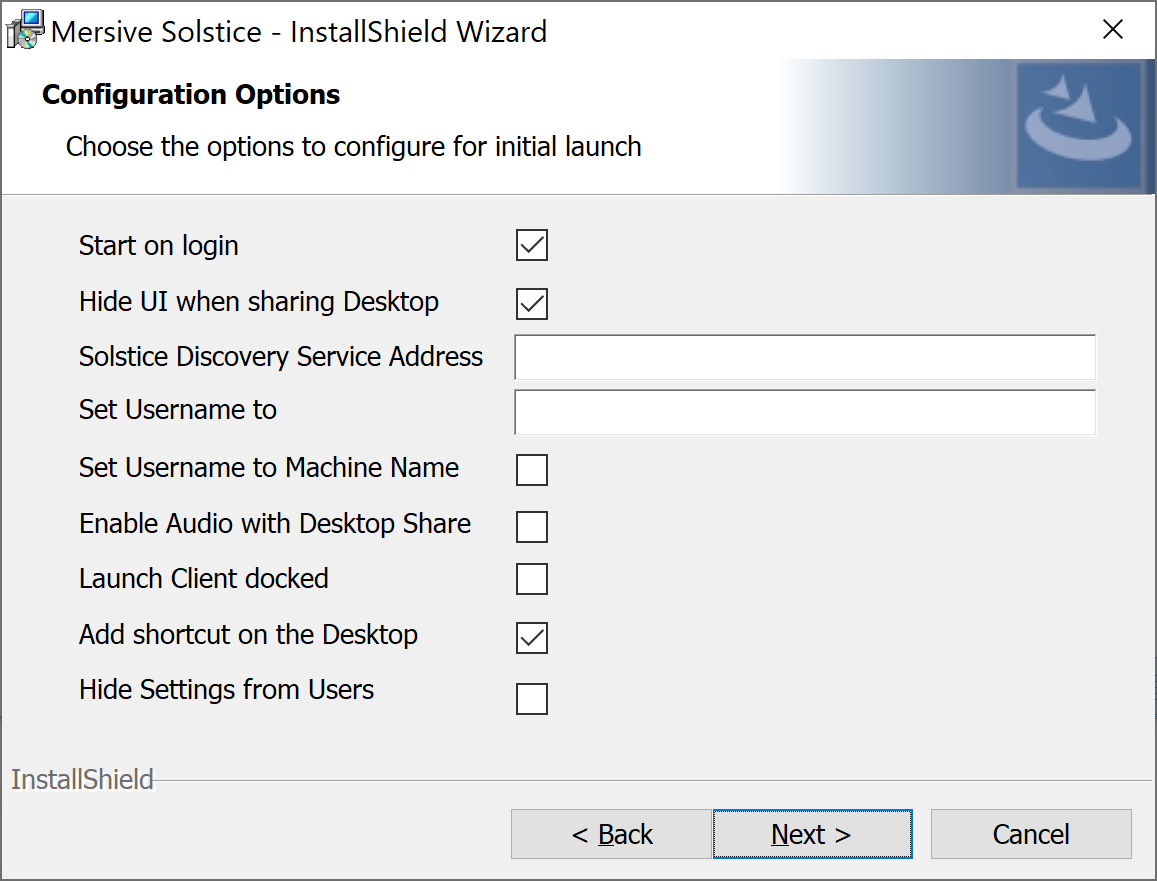 Mersive Solstice - InstallShield Wizard
Configuration Options
Choose the options to configure for initial launch
Start on login
Hide UI when sharing Desktop
Solstice Discovery Service Address
Set Username to
Set Username to Machine Name
Enable Audio with Desktop Share
Launch Client docked
Add shortcut on the Desktop
Hide Settings from Users
InstallShield
< Back
Next >
Cancel